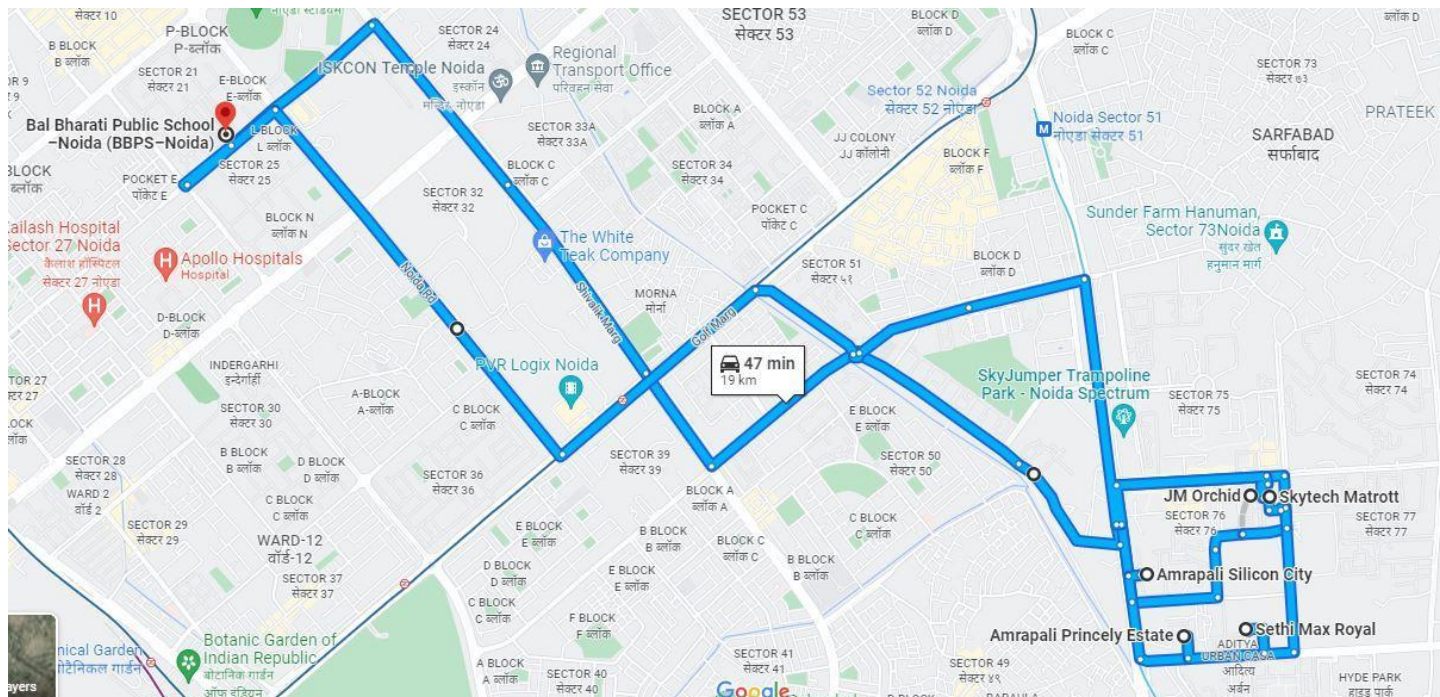 SECTOR 10
सेक्टर 10
नोएडा स्टेडियम
P-BLOCK
P-ब्लॉक
B BLOCK
B ब्लॉक
SECTOR 21
सेक्टर 21
E-BLOCK
E-ब्लॉक
SECTOR 24
सेक्टर 24
ISKCON Temple Noida
इस्कॉन
मन्दिर नोएडा
Regional
Transport Office
परिवहन सेवा
SECTOR 53
सेक्टर 53
BLOCK D
ब्लॉक D
ब्लॉक D
BLOCK C
ब्लॉक C
SECTOR 73
सेक्टर ७३
PRATEEK
Sector 52 Noida
सेक्टर 52 नोएडा
Noida Sector 51
नोएडा सेक्टर 51
SARFABAD
सर्फाबाद
Bal Bharati Public School
-Noida (BBPS-Noida)
L BLOCK
L ब्लॉक
SECTOR 25
सेक्टर 25
POCKET E
पॉकेट E
BLOCK
ब्लॉक
SECTOR 33A
सेक्टर 33A
BLOCK A
ब्लॉक A
JJ COLONY
JJ कॉलोनी
BLOCK F
ब्लॉक F
BLOCK C
ब्लॉक C
SECTOR 34
सेक्टर 34
SECTOR 32
सेक्टर 32
POCKET C
पॉकेट C
BLOCK N
ब्लॉक N
Kailash Hospital
Sector 27 Noida
कैलाश हॉस्पिटल
सेक्टर 27 नोएडा
Apollo Hospitals
Hospital
The White
Teak Company
Sunder Farm Hanuman,
Sector 73Noida
सुंदर खेत
हनुमान मार्ग
BLOCK D
ब्लॉक D
SECTOR 51
सेक्टर ५१
Noida Rd
Shivalik Marg
Golf Marg
MORNA
मोर्ना
D-BLOCK
D-ब्लॉक
INDERGARHI
इन्देर्गार्ही
PVR Logix Noida
47 min
19 km
SkyJumper Trampoline
Park - Noida Spectrum
SECTOR 74
सेक्टर 74
SECTOR 75
सेक्टर 75
A-BLOCK
A-ब्लॉक
SECTOR 30
सेक्टर 30
C BLOCK
C ब्लॉक
E BLOCK
E ब्लॉक
B BLOCK
B ब्लॉक
D BLOCK
D ब्लॉक
SECTOR 28
सेक्टर 28
WARD 2
वॉर्ड 2
SECTOR 36
सेक्टर 36
SECTOR 39
सेक्टर 39
SECTOR 50
सेक्टर 50
BLOCK A
ब्लॉक A
JM Orchid
Skytech Matrott
SECTOR 76
सेक्टर 76
SECTOR 77
सेक्टर 77
C BLOCK
C ब्लॉक
SECTOR 29
सेक्टर 29
WARD-12
वॉर्ड-12
E BLOCK
E ब्लॉक
B BLOCK
B ब्लॉक
C BLOCK
C ब्लॉक
BLOCK C
ब्लॉक C
B BLOCK
B ब्लॉक
D BLOCK
D ब्लॉक
E BLOCK
E ब्लॉक
SECTOR 37
सेक्टर 37
C BLOCK
C ब्लॉक
F BLOCK
F ब्लॉक
Amrapali Silicon City
Amrapali Princely Estate
Sethi Max Royal
ADITYA
URBAN CASA
आदित्य
अर्बन
Botanic Garden of
Indian Republic
बोटानिक गार्डन
ऑफ़ इंडियन
A BLOCK
A ब्लॉक
SECTOR 40
सेक्टर 40
SECTOR 41
सेक्टर 41
SECTOR 49
सेक्टर ४९
HYDE PARK
हाइड पार्क
Google